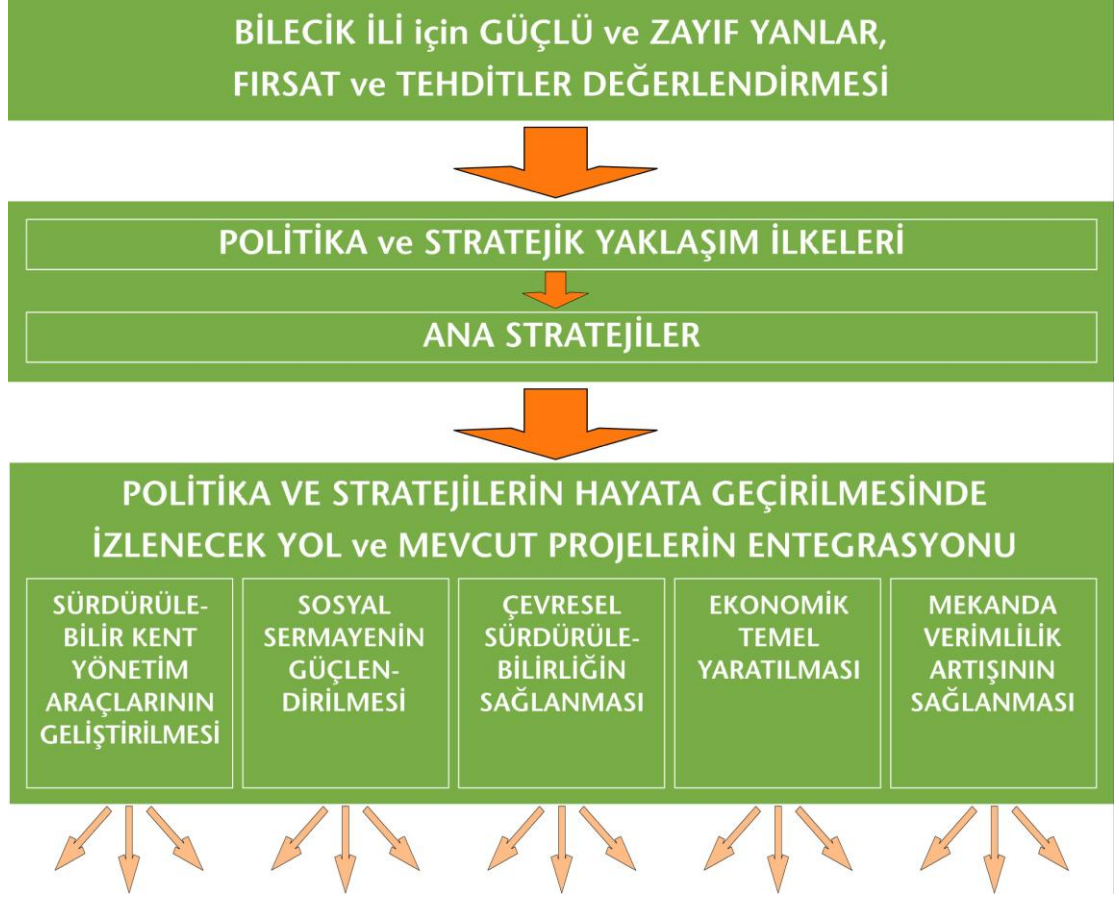 BİLECİK İLİ için GÜÇLÜ ve ZAYIF YANLAR,
FIRSAT ve TEHDİTLER DEĞERLENDİRMESİ
POLİTİKA ve STRATEJİK YAKLAŞIM İLKELERİ
ANA STRATEJİLER
POLİTİKA VE STRATEJİLERİN HAYATA GEÇİRİLMESİNDE
İZLENECEK YOL ve MEVCUT PROJELERİN ENTEGRASYONU
SÜRDÜRÜLE-
BİLİR KENT
YÖNETİM
ARAÇLARININ
GELİŞTİRİLMESİ
SOSYAL
SERMAYENİN
GÜÇLEN-
DİRİLMESİ
ÇEVRESEL
SÜRDÜRÜLE-
BİLİRLİĞİN
SAĞLANMASI
EKONOMİK
TEMEL
YARATILMASI
MEKANDA
VERİMLİLİK
ARTIŞININ
SAĞLANMASI